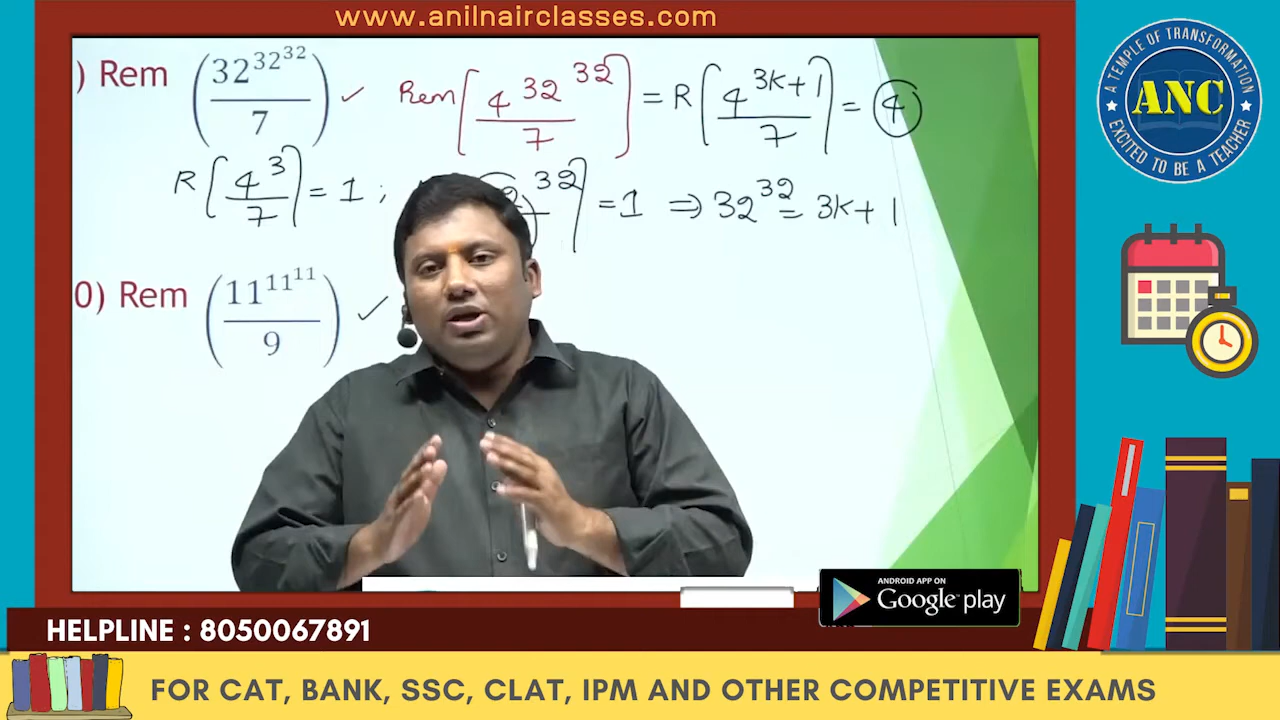 www.anilnairclasses.com
) Rem (32^32^32 / 7) ✓ Rem[4^32^32 / 7] = R[4^(3K+1) / 7] = 4
R[4^3 / 7] = 1 ; 32] = 1 ⇒ 32^32 = 3K+1
0) Rem (11^11^11 / 9) ✓
A TEMPLE OF TRANSFORMATION
ANC
EXCITED TO BE A TEACHER
ANDROID APP ON
Google play
HELPLINE : 8050067891
FOR CAT, BANK, SSC, CLAT, IPM AND OTHER COMPETITIVE EXAMS